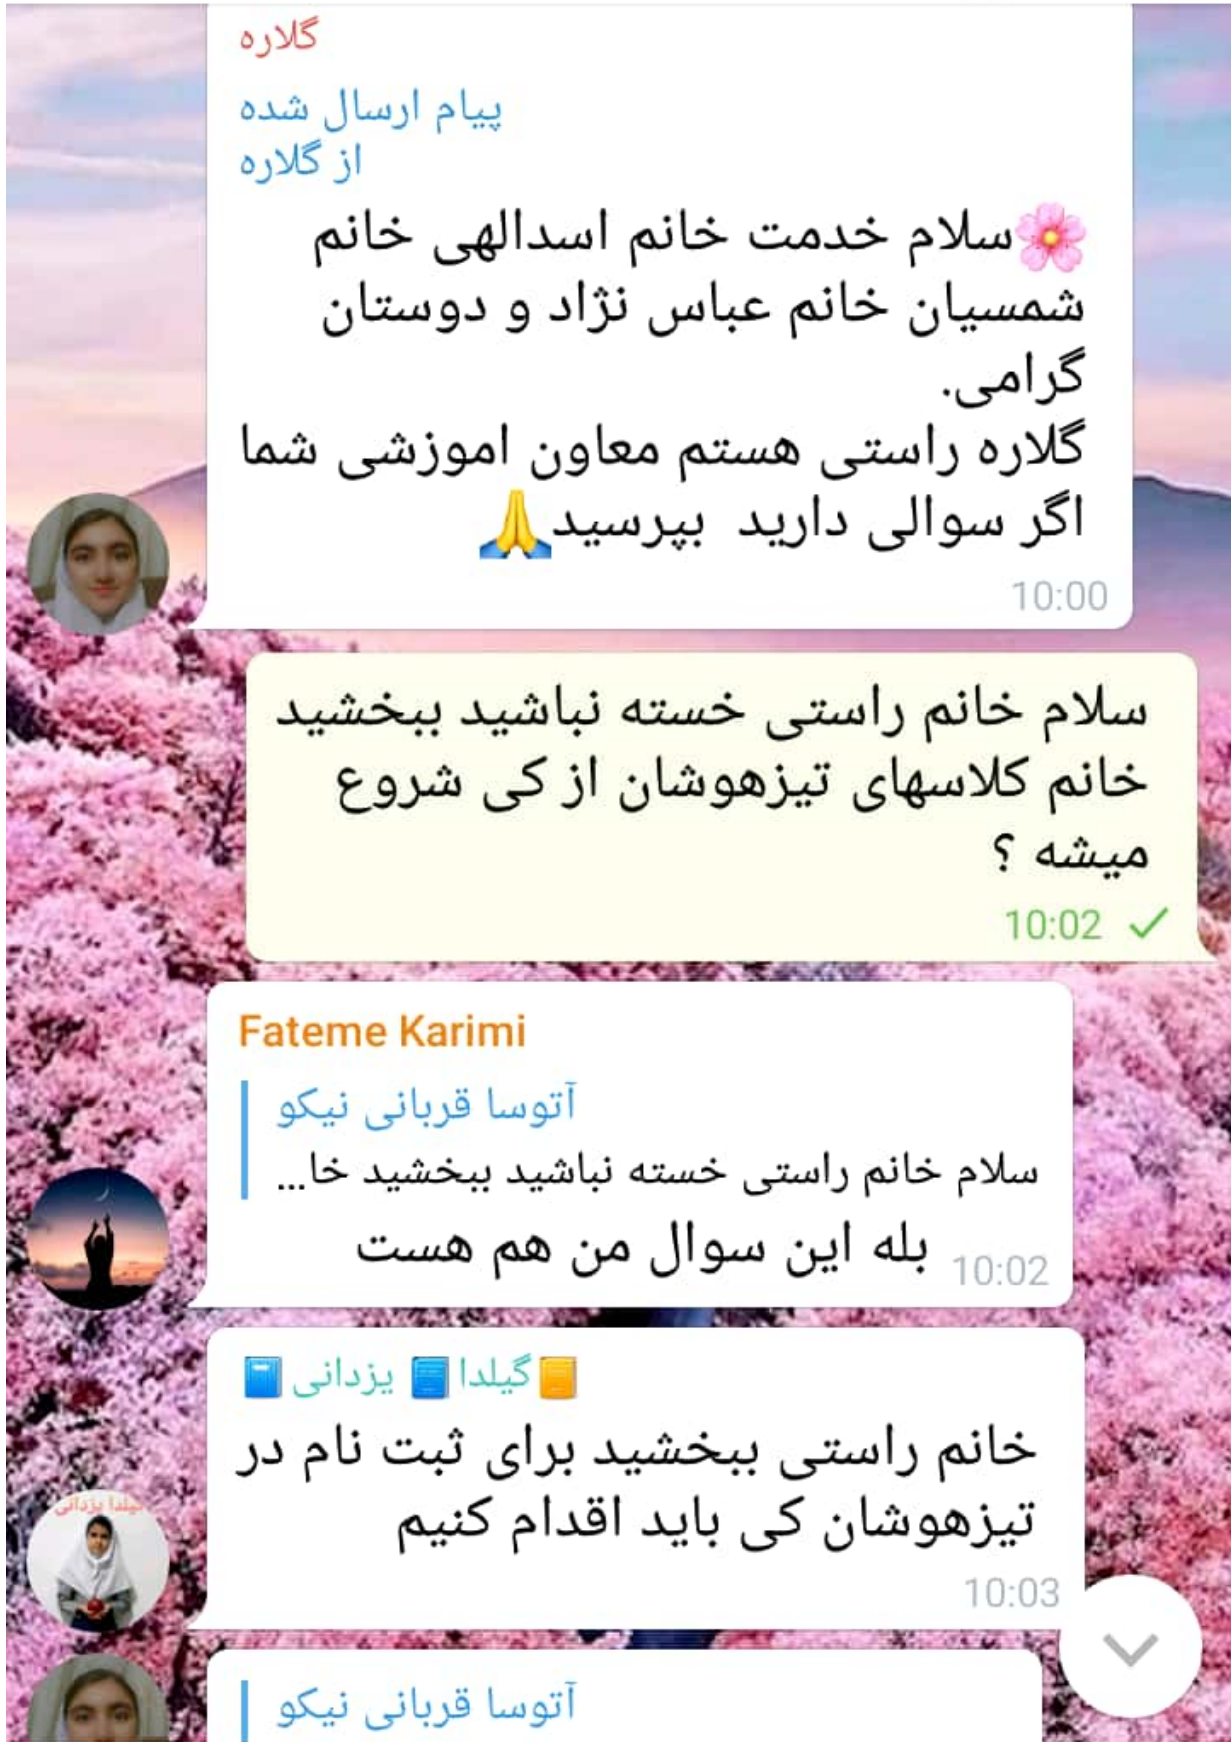 گلاره
پیام ارسال شده
از گلاره
🌸سلام خدمت خانم اسدالهی خانم
شمسیان خانم عباس نژاد و دوستان
گرامی.
گلاره راستی هستم معاون اموزشی شما
اگر سوالی دارید بپرسید🙏
10:00
سلام خانم راستی خسته نباشید ببخشید
خانم کلاسهای تیزهوشان از کی شروع
میشه ؟
10:02
Fateme Karimi
آتوسا قربانی نیکو
سلام خانم راستی خسته نباشید ببخشید خا...
بله این سوال من هم هست
10:02
📒گیلدا📘 یزدانی📘
خانم راستی ببخشید برای ثبت نام در
تیزهوشان کی باید اقدام کنیم
گیلدا یزدانی
10:03
آتوسا قربانی نیکو